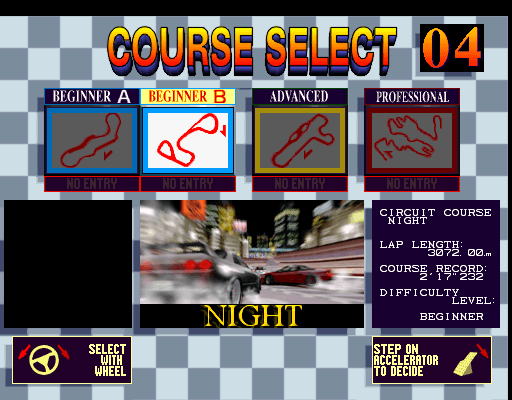 COURSE SELECT 04
BEGINNER A
BEGINNER B
ADVANCED
PROFESSIONAL
NO ENTRY
NO ENTRY
NO ENTRY
NO ENTRY
NIGHT
CIRCUIT COURSE
NIGHT
LAP LENGTH:
3072.00m
COURSE RECORD:
2'17"232
DIFFICULTY
LEVEL:
BEGINNER
SELECT
WITH
WHEEL
STEP ON
ACCELERATOR
TO DECIDE